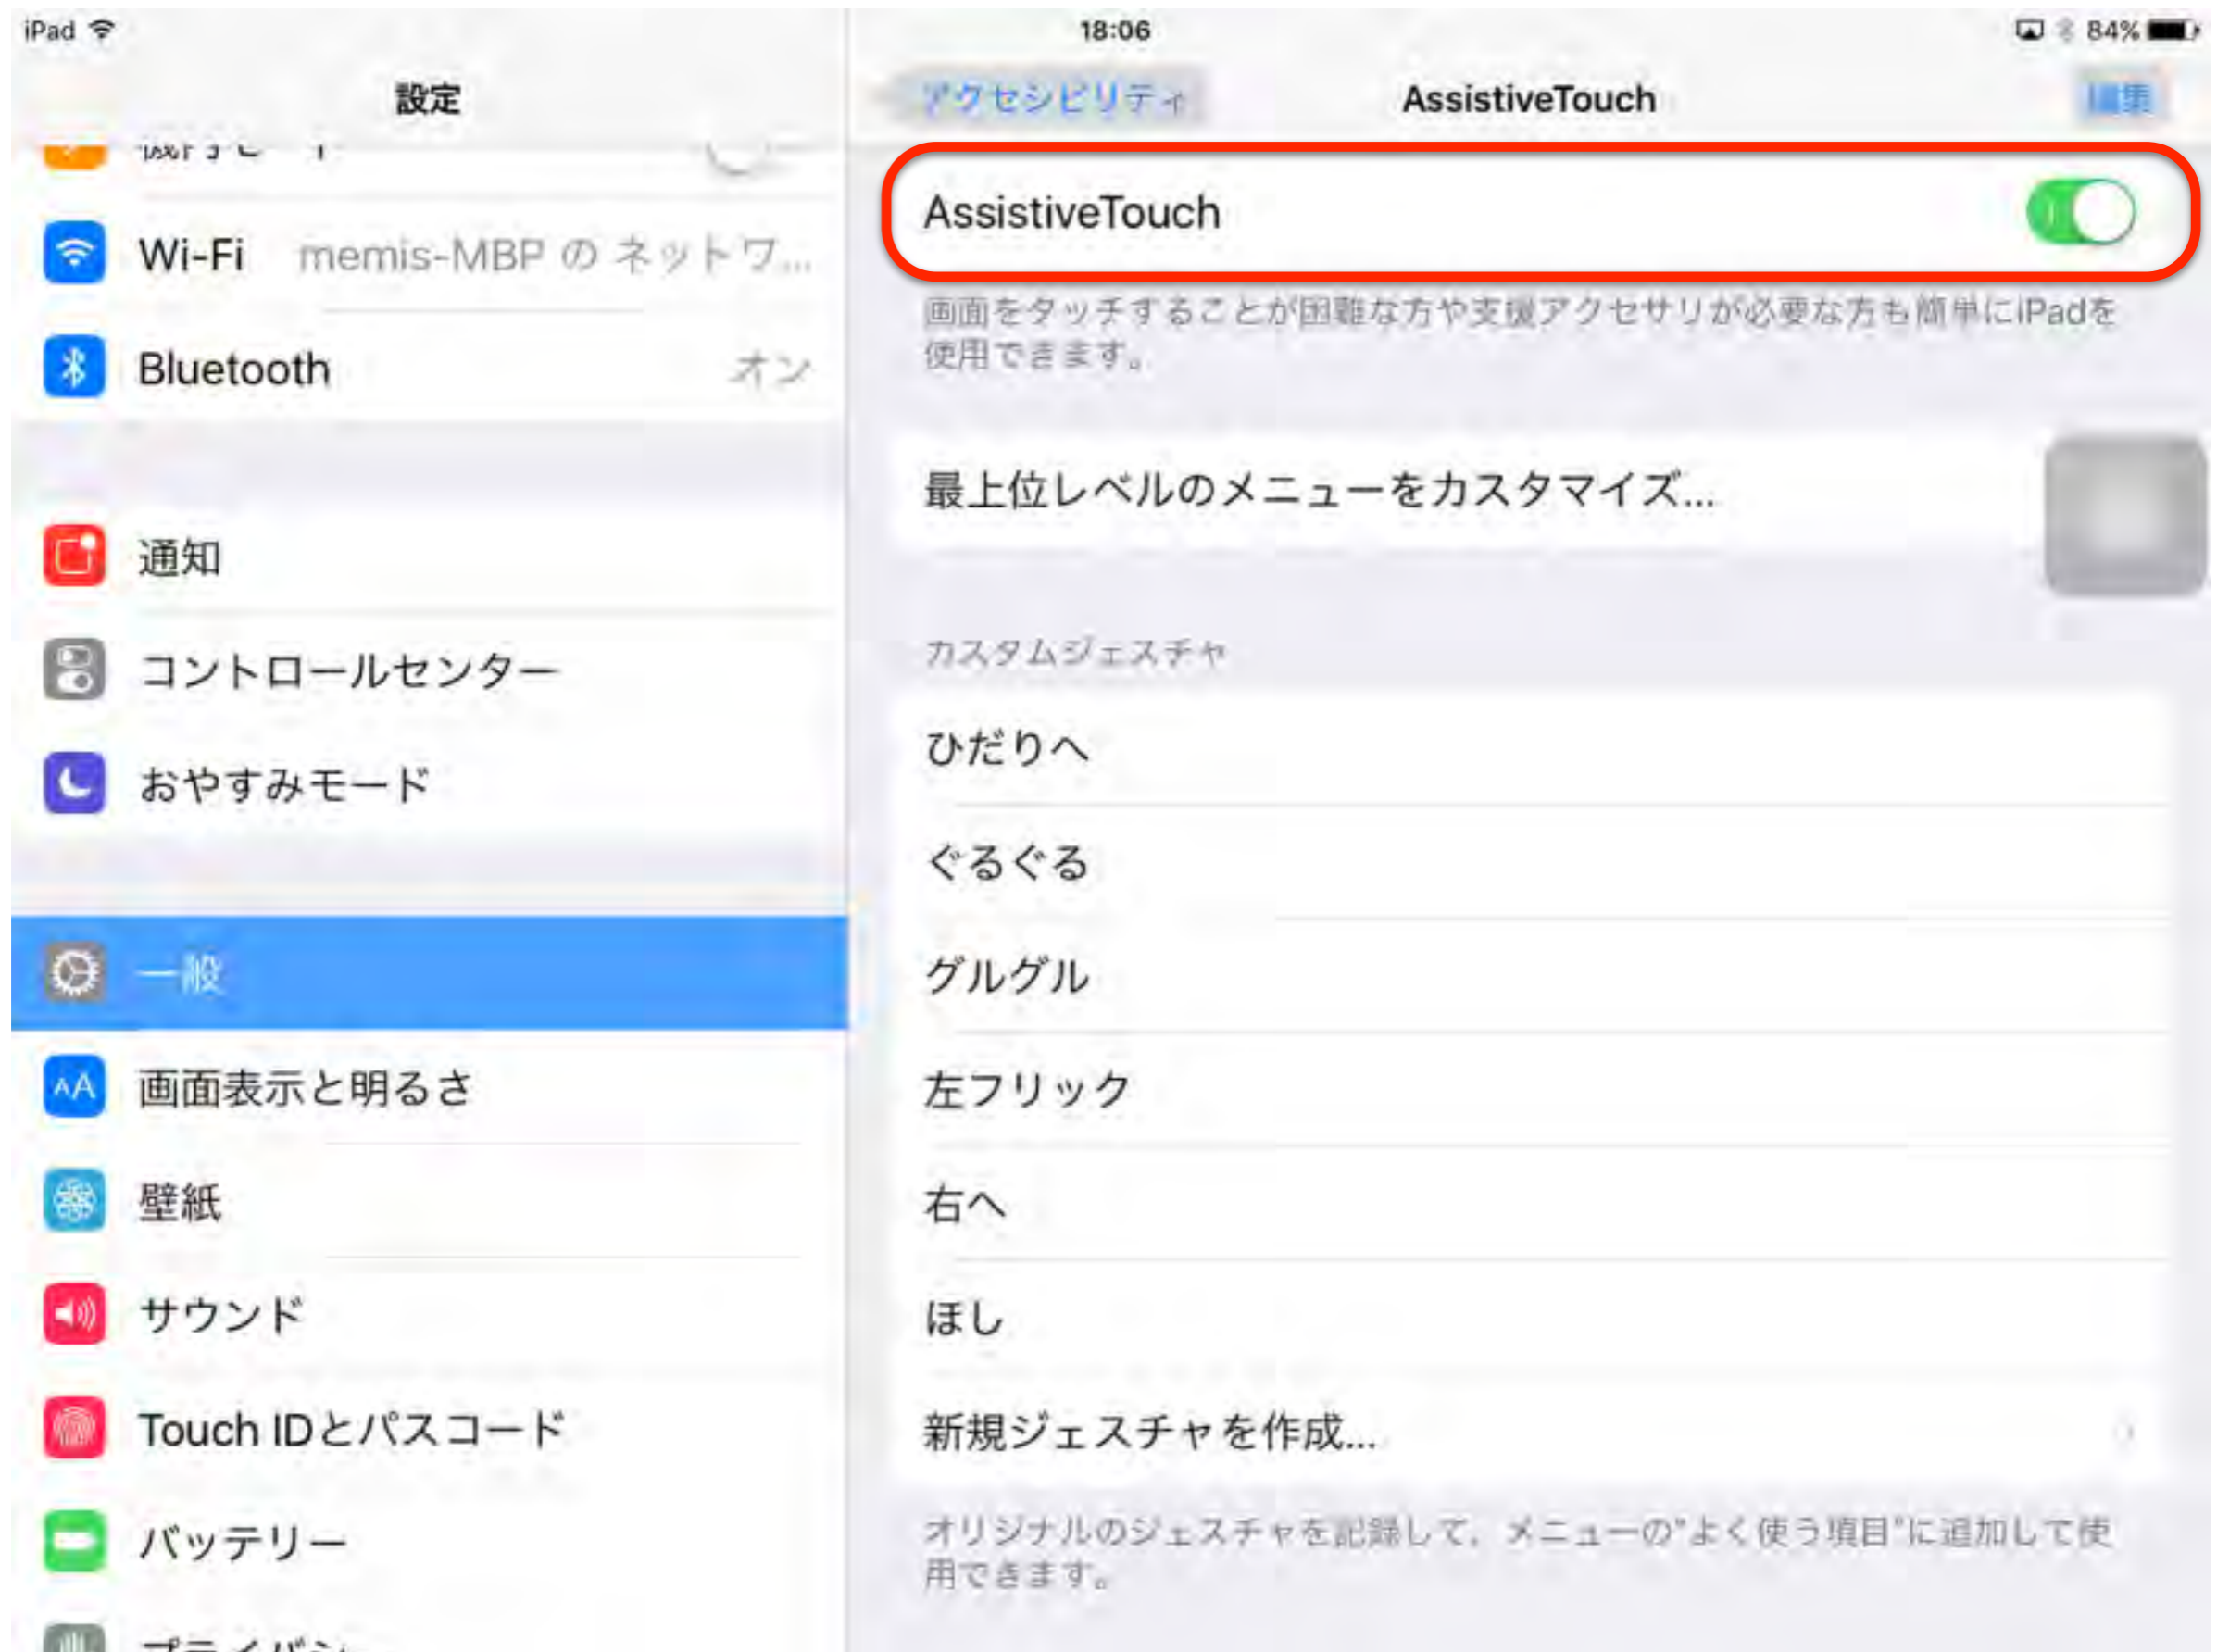 iPad
18:06
84%
設定
アクセシビリティ
AssistiveTouch
編集
Wi-Fi memis-MBP の ネットワ...
Bluetooth オン
通知
コントロールセンター
おやすみモード
一般
画面表示と明るさ
壁紙
サウンド
Touch IDとパスコード
バッテリー
プライバシー
AssistiveTouch
画面をタッチすることが困難な方や支援アクセサリが必要な方も簡単にiPadを
使用できます。
最上位レベルのメニューをカスタマイズ...
カスタムジェスチャ
ひだりへ
ぐるぐる
グルグル
左フリック
右へ
ほし
新規ジェスチャを作成...
オリジナルのジェスチャを記録して、メニューの"よく使う項目"に追加して使
用できます。